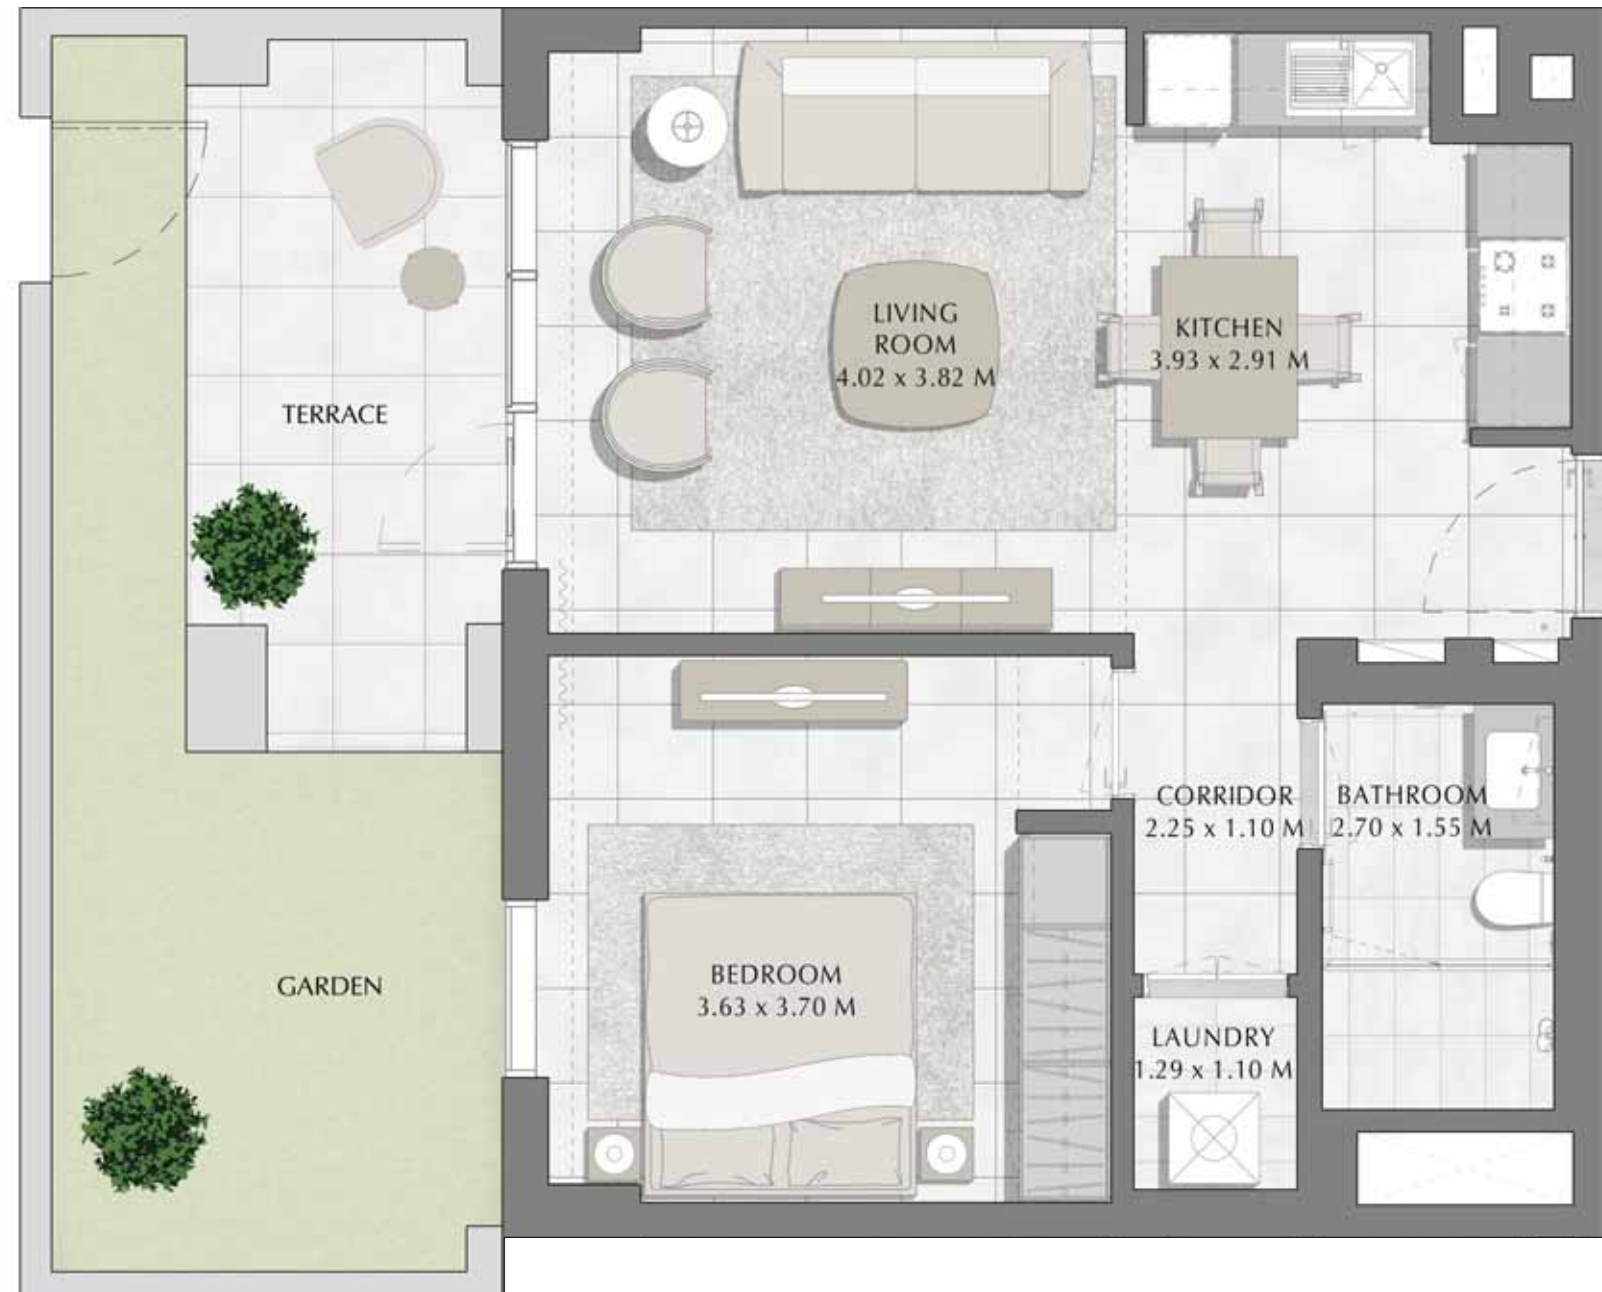 LIVING
ROOM
4.02 x 3.82 M
KITCHEN
3.93 x 2.91 M
TERRACE
CORRIDOR
2.25 x 1.10 M
BATHROOM
2.70 x 1.55 M
GARDEN
BEDROOM
3.63 x 3.70 M
LAUNDRY
1.29 x 1.10 M